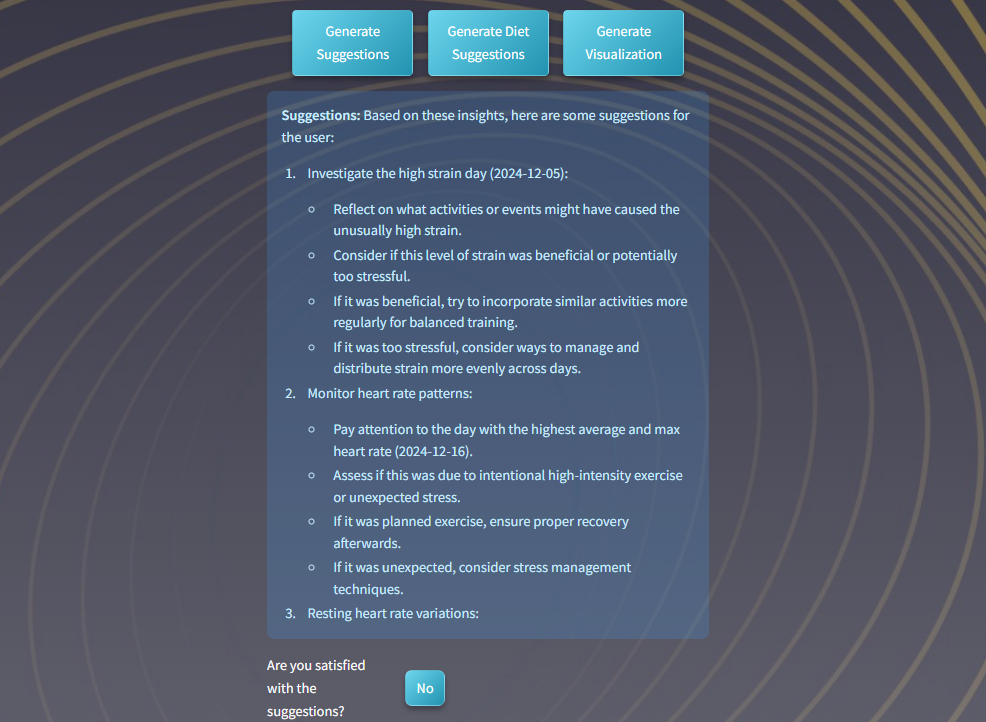 Generate
Suggestions
Generate Diet
Suggestions
Generate
Visualization
Suggestions: Based on these insights, here are some suggestions for
the user:
1. Investigate the high strain day (2024-12-05):
Reflect on what activities or events might have caused the
unusually high strain.
Consider if this level of strain was beneficial or potentially
too stressful.
If it was beneficial, try to incorporate similar activities more
regularly for balanced training.
If it was too stressful, consider ways to manage and
distribute strain more evenly across days.
2. Monitor heart rate patterns:
Pay attention to the day with the highest average and max
heart rate (2024-12-16).
Assess if this was due to intentional high-intensity exercise
or unexpected stress.
If it was planned exercise, ensure proper recovery
afterwards.
If it was unexpected, consider stress management
techniques.
3. Resting heart rate variations:
Are you satisfied
with the
suggestions?
No